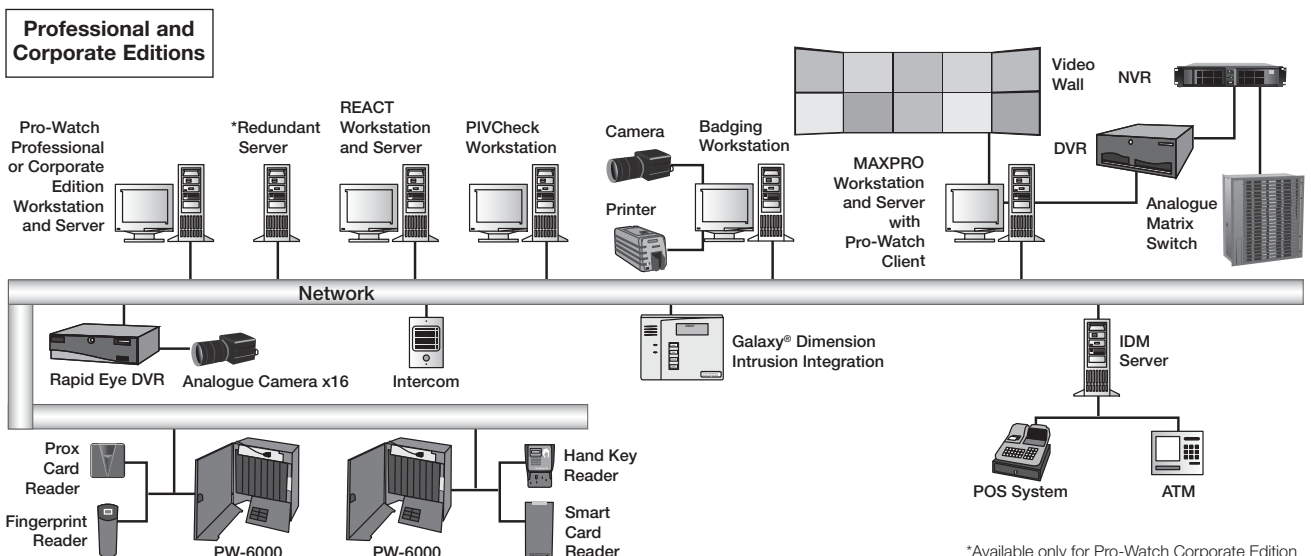 Professional and
Corporate Editions
Pro-Watch
Professional
or Corporate
Edition
Workstation
and Server
*Redundant
Server
REACT
Workstation
and Server
PIVCheck
Workstation
Camera
Printer
Badging
Workstation
MAXPRO
Workstation
and Server
with
Pro-Watch
Client
Video
Wall
NVR
DVR
Analogue
Matrix
Switch
Network
Rapid Eye DVR
Analogue Camera x16
Intercom
Galaxy® Dimension
Intrusion Integration
IDM
Server
Prox
Card
Reader
Fingerprint
Reader
PW-6000
PW-6000
Hand Key
Reader
Smart
Card
Reader
POS System
ATM
*Available only for Pro-Watch Corporate Edition